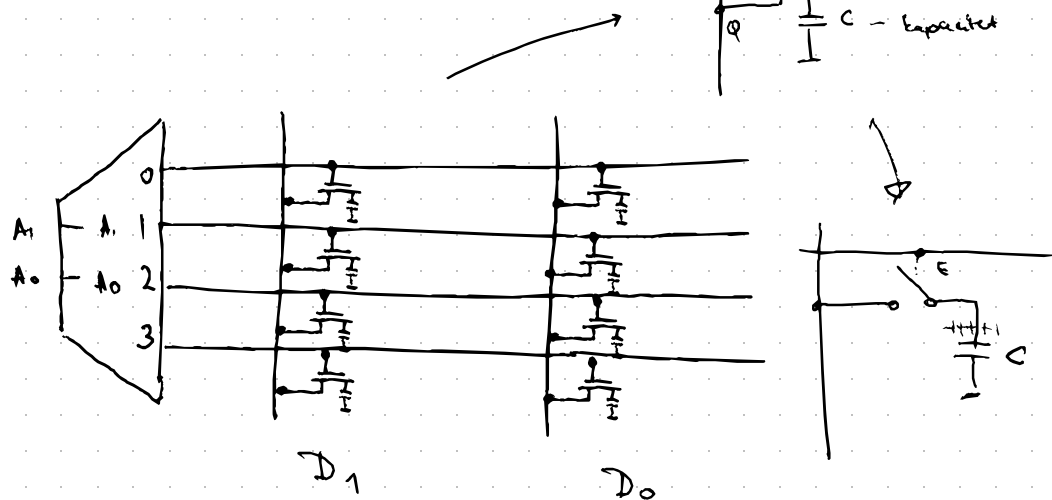 Q
C - kapacitet
0
A1 A1 1
A0 A0 2
3
E
+++++
C
D1
D0